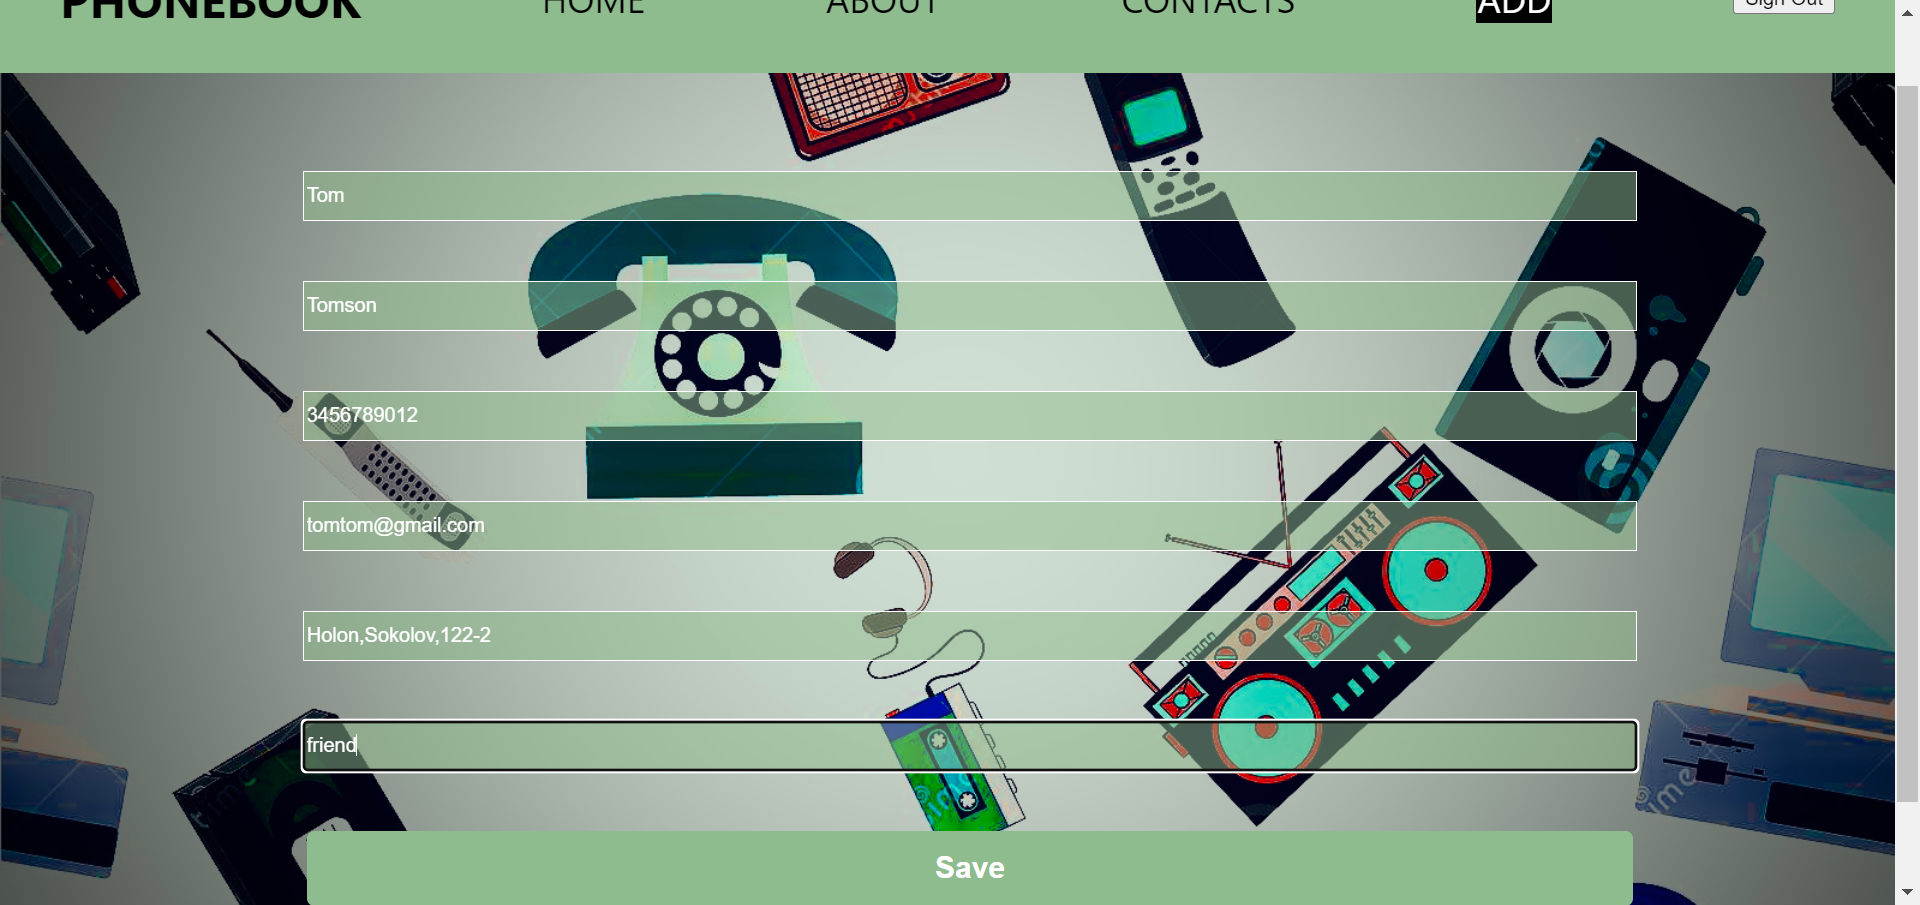 PHONEBOOK HOME ABOUT CONTACTS ADD Sign Out
Tom
Tomson
3456789012
tomtom@gmail.com
Holon,Sokolov,122-2
friend
Save